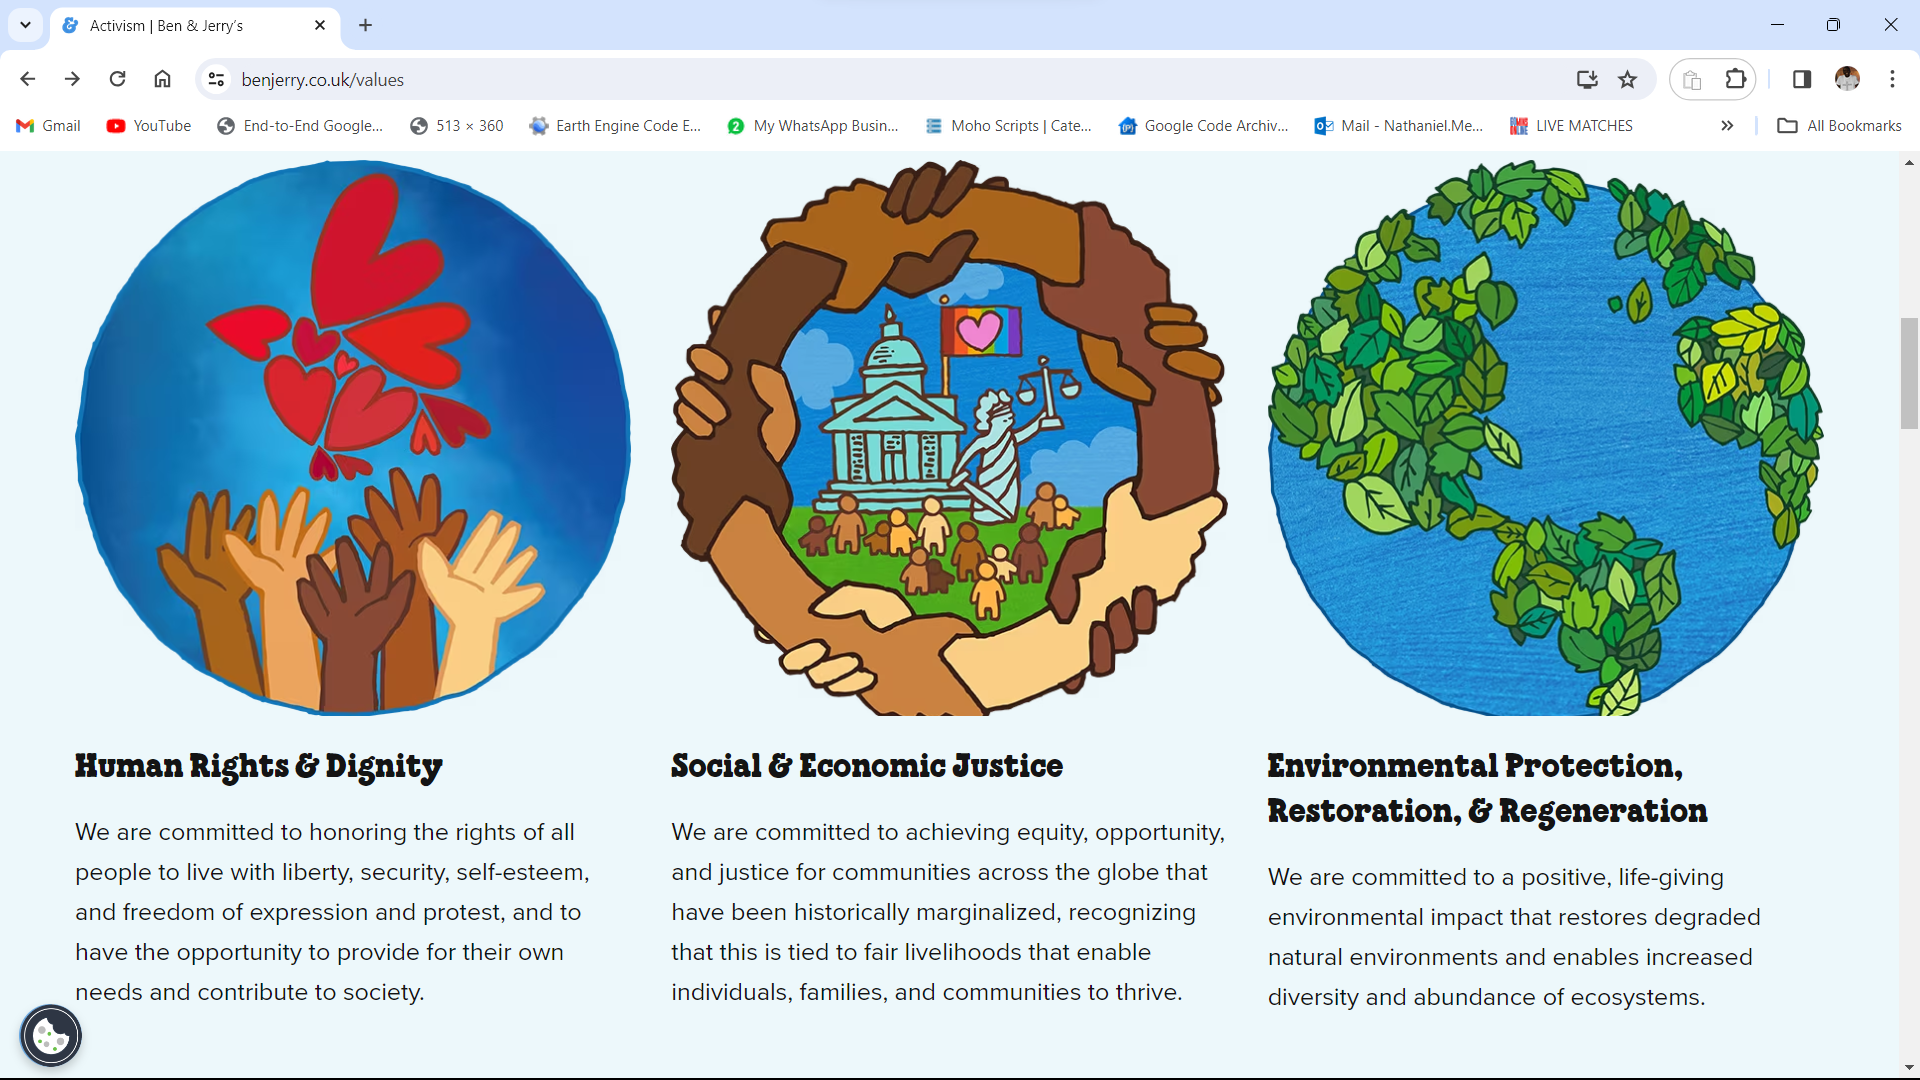 Activism | Ben & Jerry's
benjerry.co.uk/values
Gmail
YouTube
End-to-End Google...
513 × 360
Earth Engine Code E...
My WhatsApp Busin...
Moho Scripts | Cate...
Google Code Archiv...
Mail - Nathaniel.Me...
LIVE MATCHES
All Bookmarks
Human Rights & Dignity
We are committed to honoring the rights of all
people to live with liberty, security, self-esteem,
and freedom of expression and protest, and to
have the opportunity to provide for their own
needs and contribute to society.
Social & Economic Justice
We are committed to achieving equity, opportunity,
and justice for communities across the globe that
have been historically marginalized, recognizing
that this is tied to fair livelihoods that enable
individuals, families, and communities to thrive.
Environmental Protection,
Restoration, & Regeneration
We are committed to a positive, life-giving
environmental impact that restores degraded
natural environments and enables increased
diversity and abundance of ecosystems.